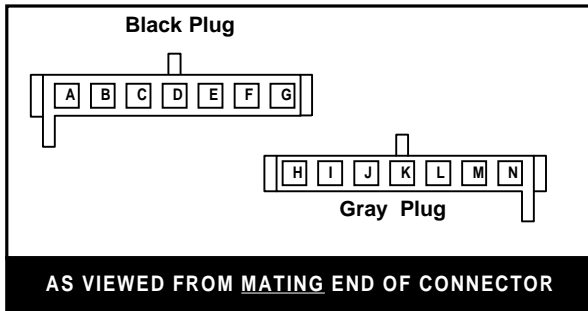 Black Plug
A B C D E F G
H I J K L M N
Gray Plug
AS VIEWED FROM MATING END OF CONNECTOR